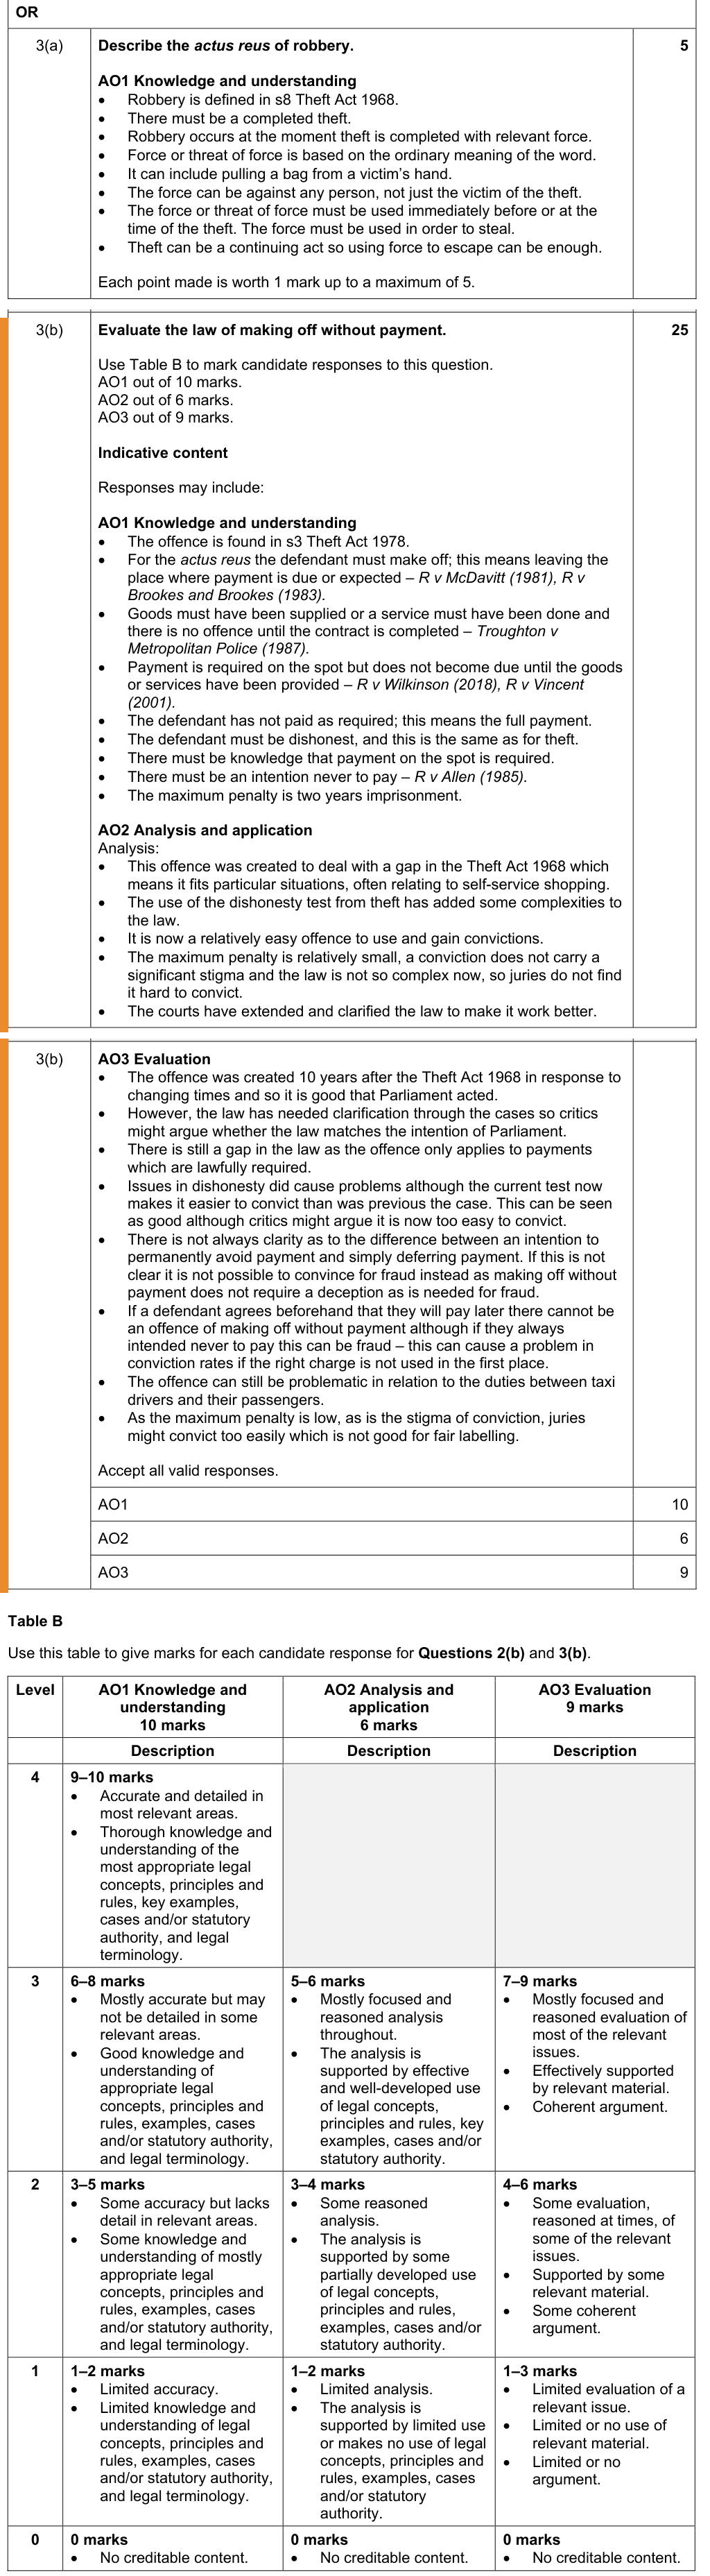 OR
3(a)
Describe the actus reus of robbery.
5
AO1 Knowledge and understanding
• Robbery is defined in s8 Theft Act 1968.
• There must be a completed theft.
• Robbery occurs at the moment theft is completed with relevant force.
• Force or threat of force is based on the ordinary meaning of the word.
• It can include pulling a bag from a victim's hand.
• The force can be against any person, not just the victim of the theft.
• The force or threat of force must be used immediately before or at the
time of the theft. The force must be used in order to steal.
• Theft can be a continuing act so using force to escape can be enough.
Each point made is worth 1 mark up to a maximum of 5.
3(b)
Evaluate the law of making off without payment.
25
Use Table B to mark candidate responses to this question.
AO1 out of 10 marks.
AO2 out of 6 marks.
AO3 out of 9 marks.
Indicative content
Responses may include:
AO1 Knowledge and understanding
• The offence is found in s3 Theft Act 1978.
• For the actus reus the defendant must make off; this means leaving the
place where payment is due or expected – R v McDavitt (1981), R v
Brookes and Brookes (1983).
• Goods must have been supplied or a service must have been done and
there is no offence until the contract is completed – Troughton v
Metropolitan Police (1987).
• Payment is required on the spot but does not become due until the goods
or services have been provided – R v Wilkinson (2018), R v Vincent
(2001).
• The defendant has not paid as required; this means the full payment.
• The defendant must be dishonest, and this is the same as for theft.
• There must be knowledge that payment on the spot is required.
• There must be an intention never to pay – R v Allen (1985).
• The maximum penalty is two years imprisonment.
AO2 Analysis and application
Analysis:
• This offence was created to deal with a gap in the Theft Act 1968 which
means it fits particular situations, often relating to self-service shopping.
• The use of the dishonesty test from theft has added some complexities to
the law.
• It is now a relatively easy offence to use and gain convictions.
• The maximum penalty is relatively small, a conviction does not carry a
significant stigma and the law is not so complex now, so juries do not find
it hard to convict.
• The courts have extended and clarified the law to make it work better.
3(b)
AO3 Evaluation
• The offence was created 10 years after the Theft Act 1968 in response to
changing times and so it is good that Parliament acted.
• However, the law has needed clarification through the cases so critics
might argue whether the law matches the intention of Parliament.
• There is still a gap in the law as the offence only applies to payments
which are lawfully required.
• Issues in dishonesty did cause problems although the current test now
makes it easier to convict than was previous the case. This can be seen
as good although critics might argue it is now too easy to convict.
• There is not always clarity as to the difference between an intention to
permanently avoid payment and simply deferring payment. If this is not
clear it is not possible to convince for fraud instead as making off without
payment does not require a deception as is needed for fraud.
• If a defendant agrees beforehand that they will pay later there cannot be
an offence of making off without payment although if they always
intended never to pay this can be fraud – this can cause a problem in
conviction rates if the right charge is not used in the first place.
• The offence can still be problematic in relation to the duties between taxi
drivers and their passengers.
• As the maximum penalty is low, as is the stigma of conviction, juries
might convict too easily which is not good for fair labelling.
Accept all valid responses.
AO1
10
AO2
6
AO3
9
Table B
Use this table to give marks for each candidate response for Questions 2(b) and 3(b).
Level
AO1 Knowledge and
understanding
10 marks
AO2 Analysis and
application
6 marks
AO3 Evaluation
9 marks
Description
Description
Description
4
9–10 marks
• Accurate and detailed in
most relevant areas.
• Thorough knowledge and
understanding of the
most appropriate legal
concepts, principles and
rules, key examples,
cases and/or statutory
authority, and legal
terminology.
3
6–8 marks
• Mostly accurate but may
not be detailed in some
relevant areas.
• Good knowledge and
understanding of
appropriate legal
concepts, principles and
rules, examples, cases
and/or statutory authority,
and legal terminology.
5–6 marks
• Mostly focused and
reasoned analysis
throughout.
• The analysis is
supported by effective
and well-developed use
of legal concepts,
principles and rules, key
examples, cases and/or
statutory authority.
7–9 marks
• Mostly focused and
reasoned evaluation of
most of the relevant
issues.
• Effectively supported
by relevant material.
• Coherent argument.
2
3–5 marks
• Some accuracy but lacks
detail in relevant areas.
• Some knowledge and
understanding of mostly
appropriate legal
concepts, principles and
rules, examples, cases
and/or statutory authority,
and legal terminology.
3–4 marks
• Some reasoned
analysis.
• The analysis is
supported by some
partially developed use
of legal concepts,
principles and rules,
examples, cases and/or
statutory authority.
4–6 marks
• Some evaluation,
reasoned at times, of
some of the relevant
issues.
• Supported by some
relevant material.
• Some coherent
argument.
1
1–2 marks
• Limited accuracy.
• Limited knowledge and
understanding of legal
concepts, principles and
rules, examples, cases
and/or statutory authority,
and legal terminology.
1–2 marks
• Limited analysis.
• The analysis is
supported by limited use
or makes no use of legal
concepts, principles and
rules, examples, cases
and/or statutory
authority.
1–3 marks
• Limited evaluation of a
relevant issue.
• Limited or no use of
relevant material.
• Limited or no
argument.
0
0 marks
• No creditable content.
0 marks
• No creditable content.
0 marks
• No creditable content.